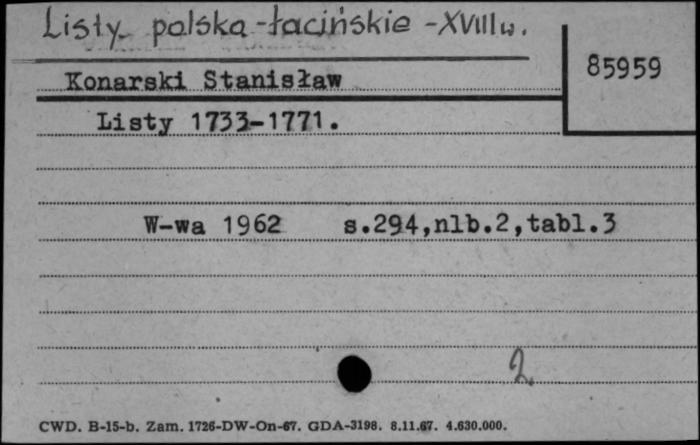 Listy polsko-łacińskie - XVIII w.
85959
Konarski Stanisław
Listy 1733-1771.
W-wa 1962 s.294,nlb.2,tabl.3
2
CWD. B-15-b. Zam. 1726-DW-On-67. GDA-3198. 8.11.67. 4.630.000.